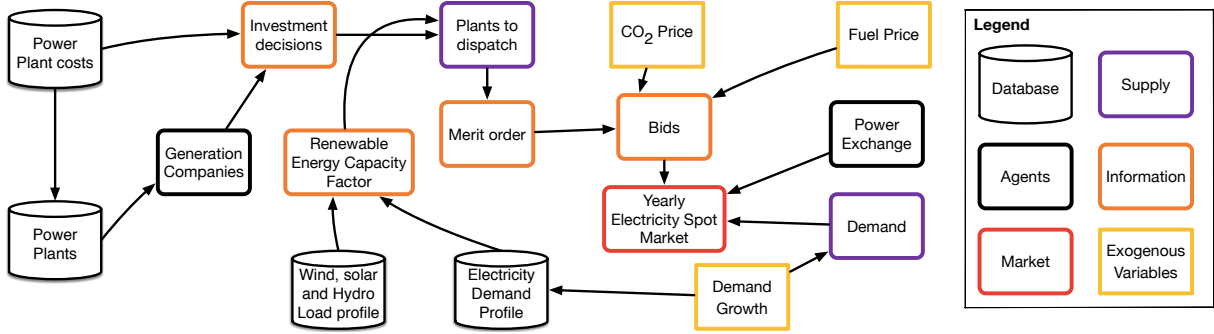 Power
Plant costs
Investment
decisions
Plants to
dispatch
CO2 Price
Fuel Price
Merit order
Bids
Power
Exchange
Generation
Companies
Renewable
Energy Capacity
Factor
Power
Plants
Yearly
Electricity Spot
Market
Demand
Wind, solar
and Hydro
Load profile
Electricity
Demand
Profile
Demand
Growth
Legend
Database
Supply
Agents
Information
Market
Exogenous
Variables